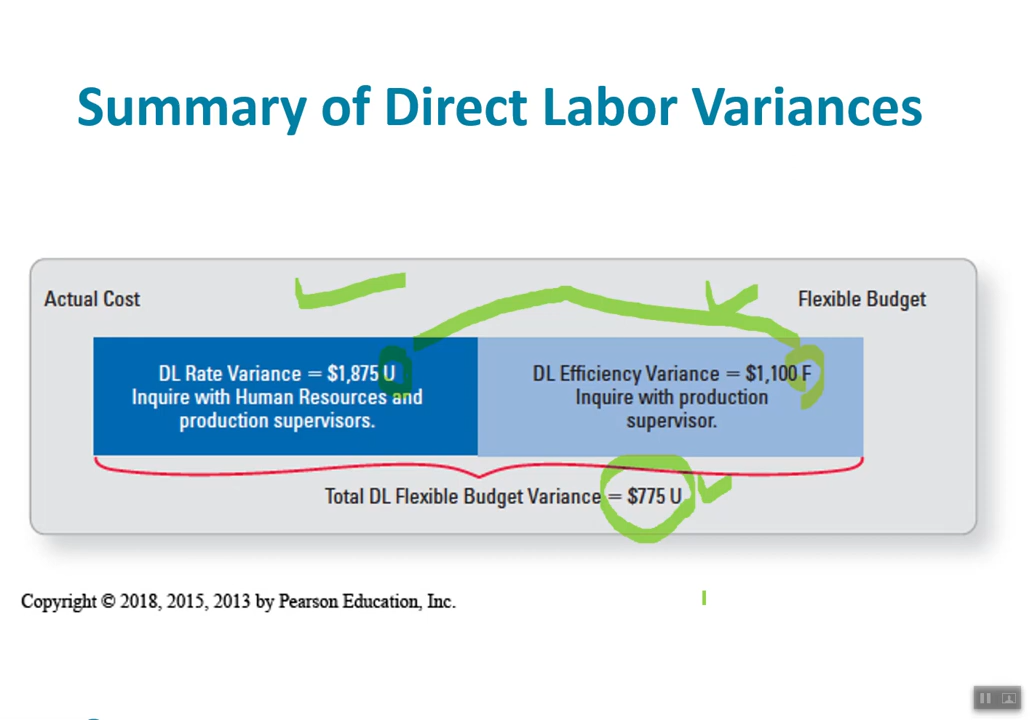 Summary of Direct Labor Variances
Actual Cost
Flexible Budget
DL Rate Variance = $1,875 U
Inquire with Human Resources and
production supervisors.
DL Efficiency Variance = $1,100 F
Inquire with production
supervisor.
Total DL Flexible Budget Variance = $775 U
Copyright © 2018, 2015, 2013 by Pearson Education, Inc.